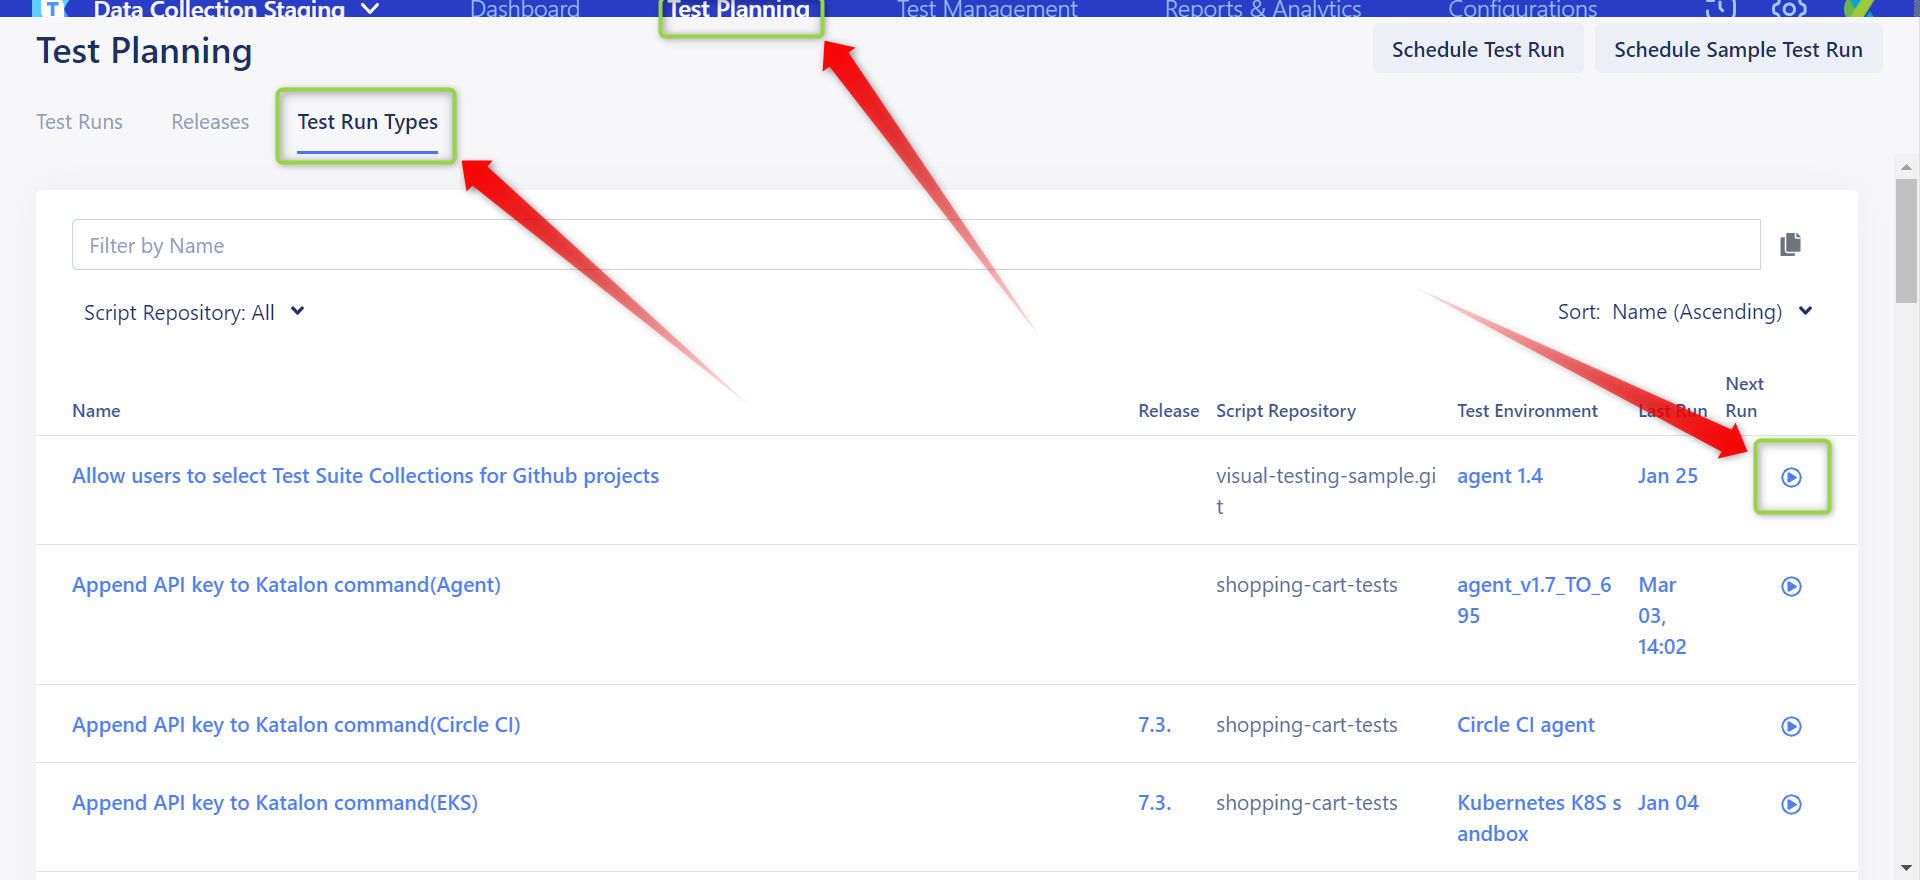 T Data Collection Staging Dashboard Test Planning Test Management Reports & Analytics Configurations
Test Planning Schedule Test Run Schedule Sample Test Run
Test Runs Releases Test Run Types
Filter by Name
Script Repository: All Sort: Name (Ascending)
Name Release Script Repository Test Environment Last Run Next Run
Allow users to select Test Suite Collections for Github projects visual-testing-sample.gi agent 1.4 Jan 25
t
Append API key to Katalon command(Agent) shopping-cart-tests agent_v1.7_TO_6 Mar
95 03,
14:02
Append API key to Katalon command(Circle CI) 7.3. shopping-cart-tests Circle CI agent
Append API key to Katalon command(EKS) 7.3. shopping-cart-tests Kubernetes K8S s Jan 04
andbox